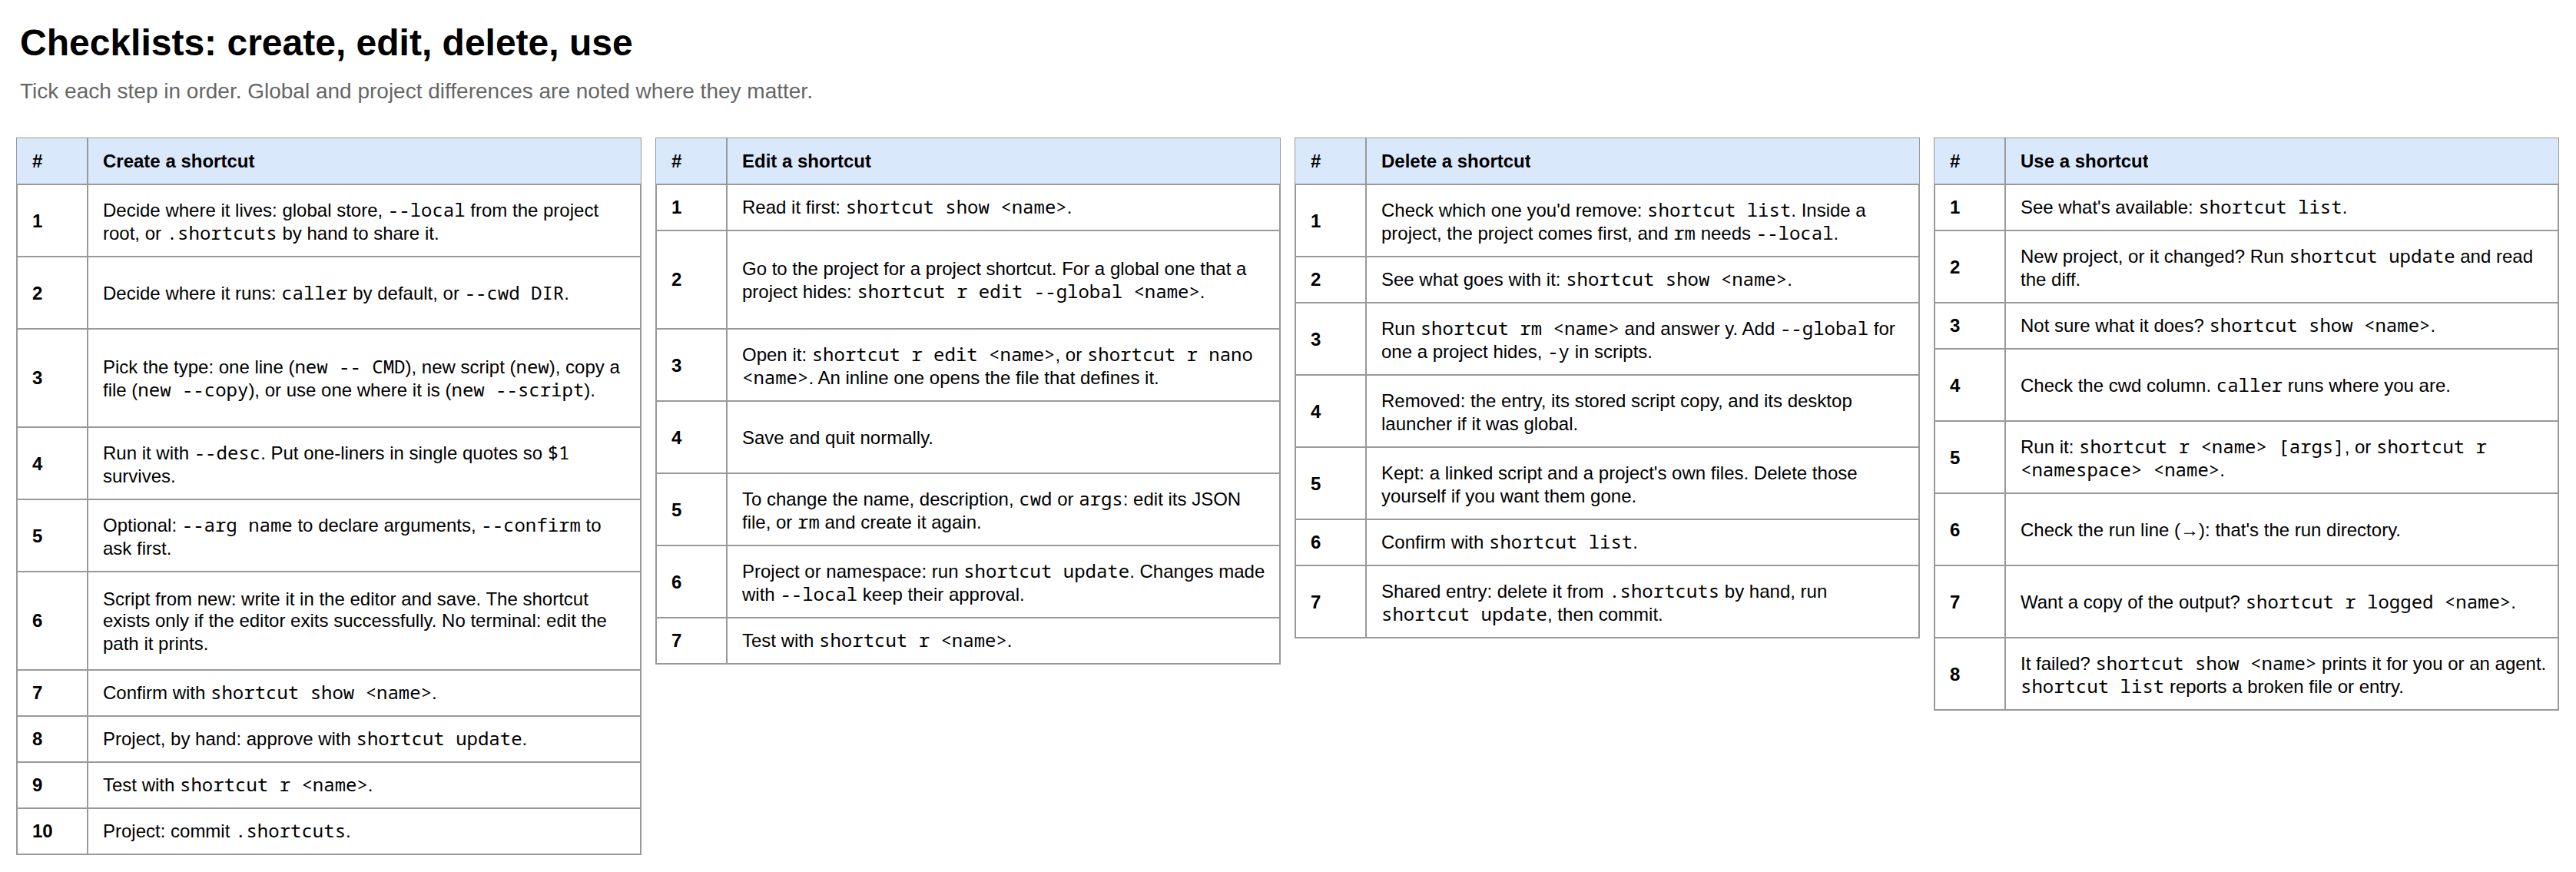 Checklists: create, edit, delete, use
Tick each step in order. Global and project differences are noted where they matter.
# Create a shortcut
1 Decide where it lives: global store, --local from the project
root, or .shortcuts by hand to share it.
2 Decide where it runs: caller by default, or --cwd DIR.
3 Pick the type: one line (new -- CMD), new script (new), copy a
file (new --copy), or use one where it is (new --script).
4 Run it with --desc. Put one-liners in single quotes so $1
survives.
5 Optional: --arg name to declare arguments, --confirm to
ask first.
6 Script from new: write it in the editor and save. The shortcut
exists only if the editor exits successfully. No terminal: edit the
path it prints.
7 Confirm with shortcut show <name>.
8 Project, by hand: approve with shortcut update.
9 Test with shortcut r <name>.
10 Project: commit .shortcuts.
# Edit a shortcut
1 Read it first: shortcut show <name>.
2 Go to the project for a project shortcut. For a global one that a
project hides: shortcut r edit --global <name>.
3 Open it: shortcut r edit <name>, or shortcut r nano
<name>. An inline one opens the file that defines it.
4 Save and quit normally.
5 To change the name, description, cwd or args: edit its JSON
file, or rm and create it again.
6 Project or namespace: run shortcut update. Changes made
with --local keep their approval.
7 Test with shortcut r <name>.
# Delete a shortcut
1 Check which one you'd remove: shortcut list. Inside a
project, the project comes first, and rm needs --local.
2 See what goes with it: shortcut show <name>.
3 Run shortcut rm <name> and answer y. Add --global for
one a project hides, -y in scripts.
4 Removed: the entry, its stored script copy, and its desktop
launcher if it was global.
5 Kept: a linked script and a project's own files. Delete those
yourself if you want them gone.
6 Confirm with shortcut list.
7 Shared entry: delete it from .shortcuts by hand, run
shortcut update, then commit.
# Use a shortcut
1 See what's available: shortcut list.
2 New project, or it changed? Run shortcut update and read
the diff.
3 Not sure what it does? shortcut show <name>.
4 Check the cwd column. caller runs where you are.
5 Run it: shortcut r <name> [args], or shortcut r
<namespace> <name>.
6 Check the run line (→): that's the run directory.
7 Want a copy of the output? shortcut r logged <name>.
8 It failed? shortcut show <name> prints it for you or an agent.
shortcut list reports a broken file or entry.